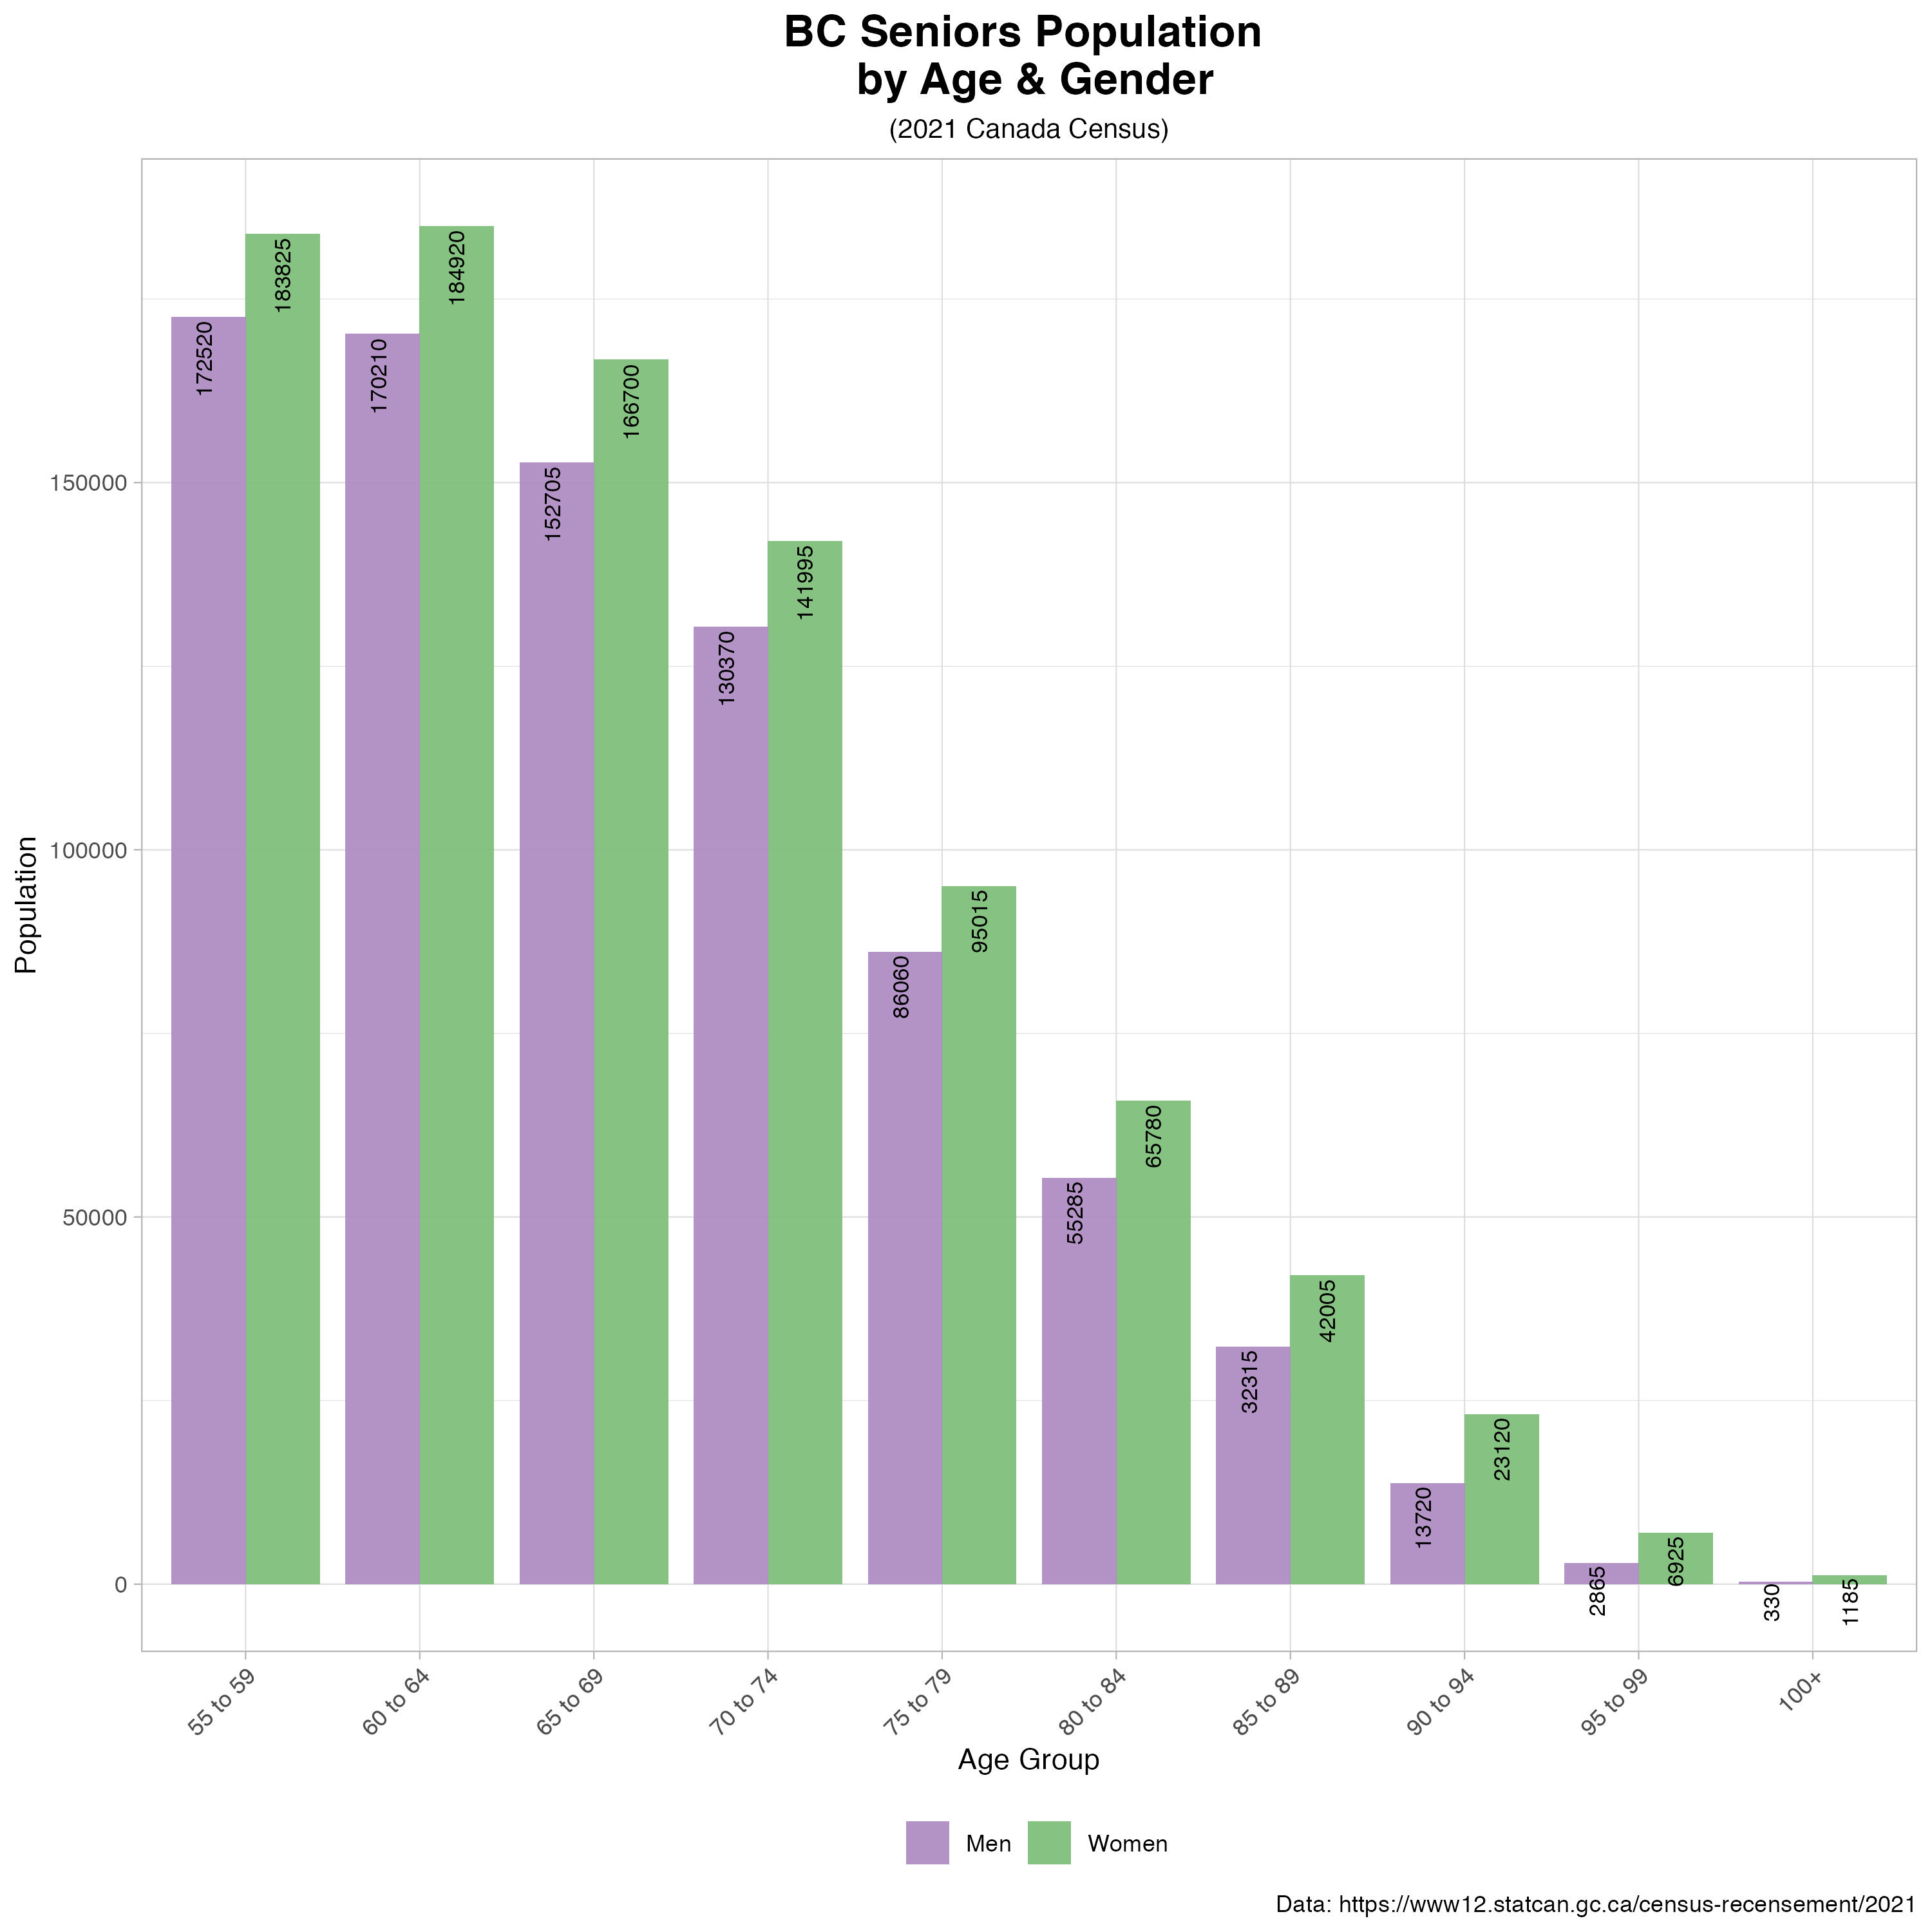 BC Seniors Population
by Age & Gender
(2021 Canada Census)
Population
150000
100000
50000
0
172520
183825
170210
184920
152705
166700
130370
141995
86060
95015
55285
65780
32315
42005
13720
23120
2865
6925
330
1185
55 to 59
60 to 64
65 to 69
70 to 74
75 to 79
80 to 84
85 to 89
90 to 94
95 to 99
100+
Age Group
Men
Women
Data: https://www12.statcan.gc.ca/census-recensement/2021